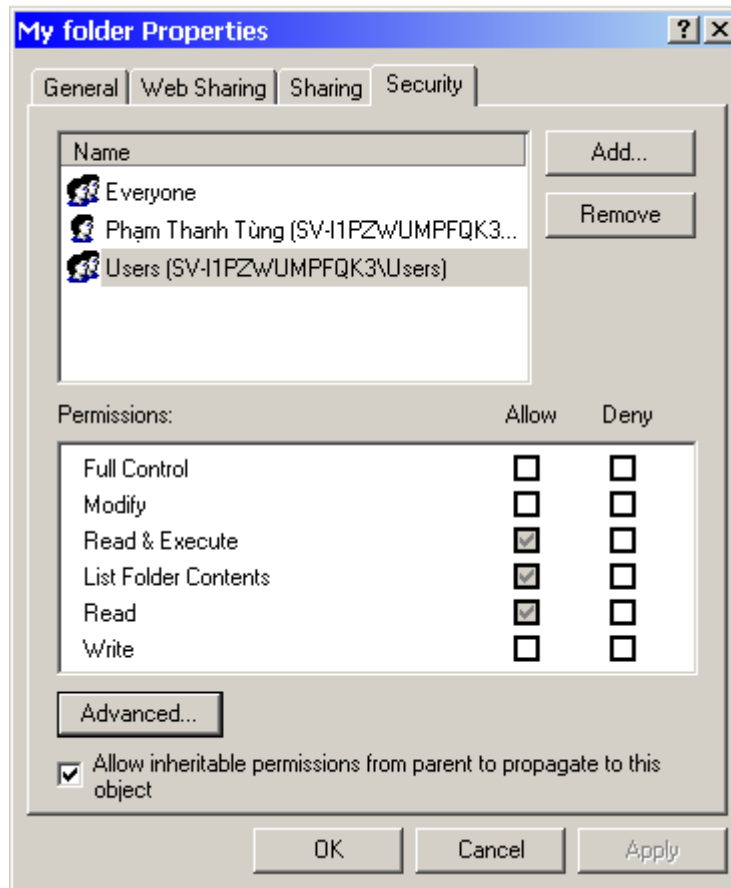 My folder Properties
General Web Sharing Sharing Security
Name
Add...
Everyone
Remove
Phạm Thanh Tùng (SV-I1PZWUMPFQK3...
Users (SV-I1PZWUMPFQK3\Users)
Permissions: Allow Deny
Full Control
Modify
Read & Execute
List Folder Contents
Read
Write
Advanced...
Allow inheritable permissions from parent to propagate to this
object
OK Cancel Apply